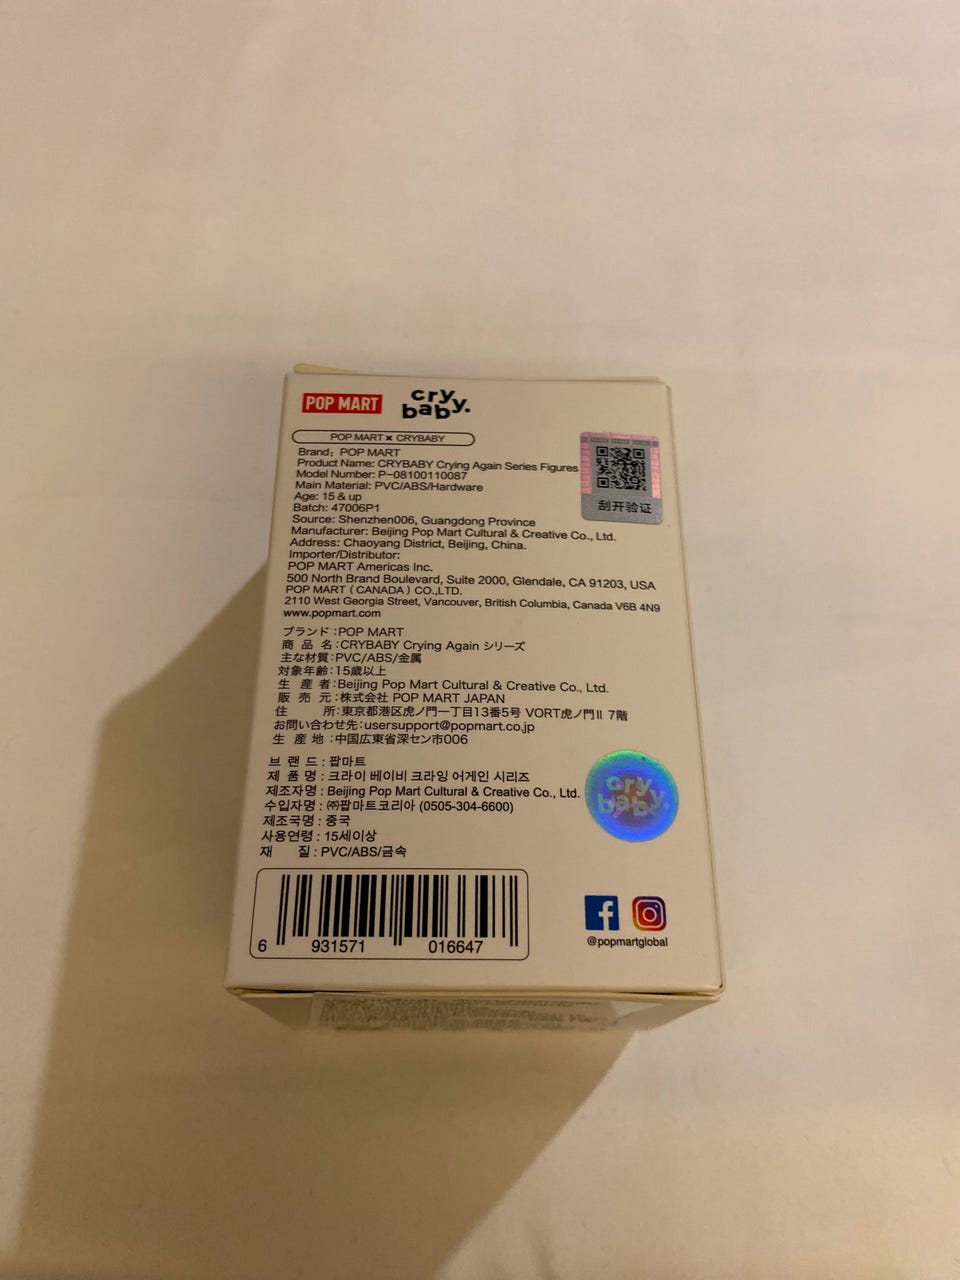 POP MART
cry
baby.
POP MART × CRYBABY
Brand: POP MART
Product Name: CRYBABY Crying Again Series Figures
Model Number: P-08100110087
Main Material: PVC/ABS/Hardware
Age: 15 & up
Batch: 47006P1
Source: Shenzhen006, Guangdong Province
Manufacturer: Beijing Pop Mart Cultural & Creative Co., Ltd.
Address: Chaoyang District, Beijing, China.
Importer/Distributor:
POP MART Americas Inc.
500 North Brand Boulevard, Suite 2000, Glendale, CA 91203, USA
POP MART (CANADA) CO.,LTD.
2110 West Georgia Street, Vancouver, British Columbia, Canada V6B 4N9
www.popmart.com
刮开验证
ブランド:POP MART
商品名:CRYBABY Crying Again シリーズ
主な材質:PVC/ABS/金属
対象年齢:15歳以上
生産者:Beijing Pop Mart Cultural & Creative Co., Ltd.
販売元:株式会社 POP MART JAPAN
住所:東京都港区虎ノ門一丁目13番5号 VORT虎ノ門II 7階
お問い合わせ先:usersupport@popmart.co.jp
生産地:中国広東省深セン市006
브랜드: 팝마트
제품명: 크라이 베이비 크라잉 어게인 시리즈
제조자명: Beijing Pop Mart Cultural & Creative Co., Ltd.
수입자명: ㈜팝마트코리아 (0505-304-6600)
제조국명: 중국
사용연령: 15세이상
재질: PVC/ABS/금속
cry
baby.
6 931571 016647
@popmartglobal